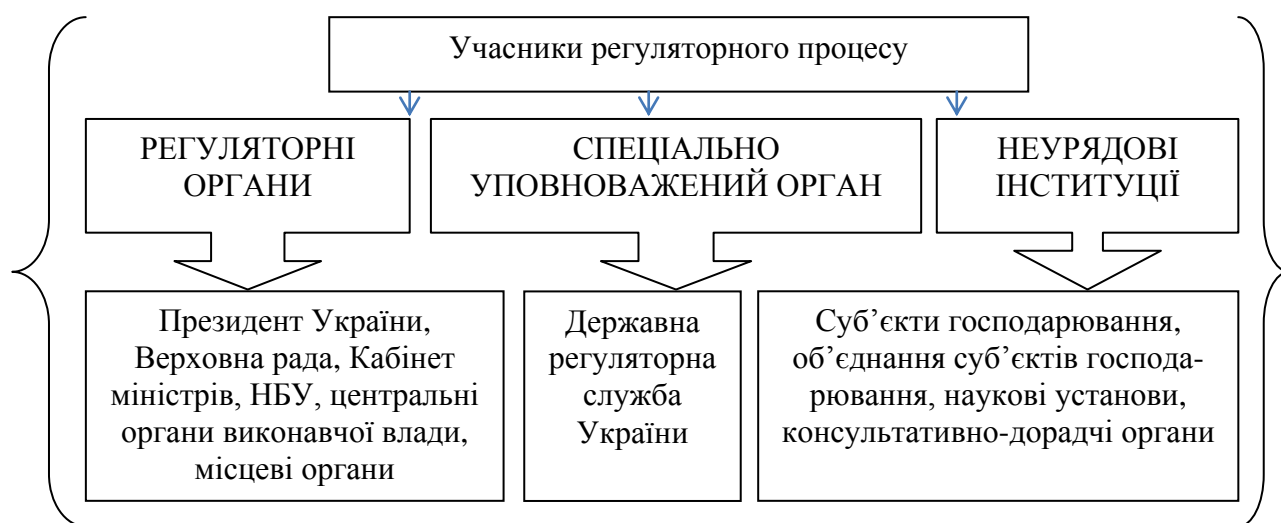 Учасники регуляторного процесу
РЕГУЛЯТОРНІ
ОРГАНИ
СПЕЦІАЛЬНО
УПОВНОВАЖЕНИЙ ОРГАН
НЕУРЯДОВІ
ІНСТИТУЦІЇ
Президент України,
Верховна рада, Кабінет
міністрів, НБУ, центральні
органи виконавчої влади,
місцеві органи
Державна
регуляторна
служба
України
Суб’єкти господарювання,
об’єднання суб’єктів господа-
рювання, наукові установи,
консультативно-дорадчі органи